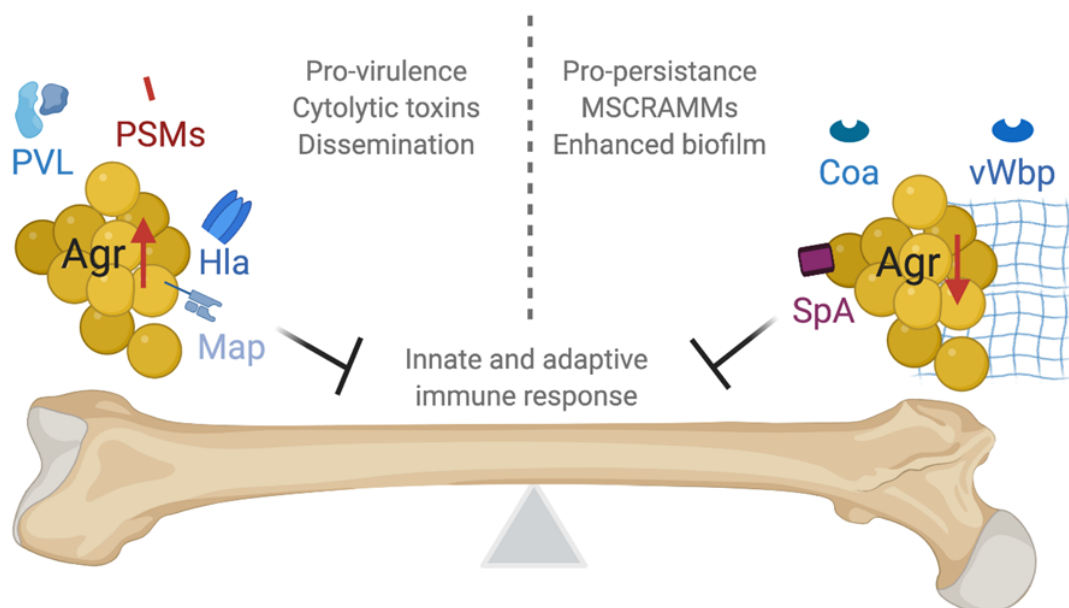 Pro-virulence
Cytolytic toxins
Dissemination
Pro-persistance
MSCRAMMs
Enhanced biofilm
PVL
PSMs
Agr
Hla
Map
Coa
vWbp
Agr
SpA
Innate and adaptive
immune response